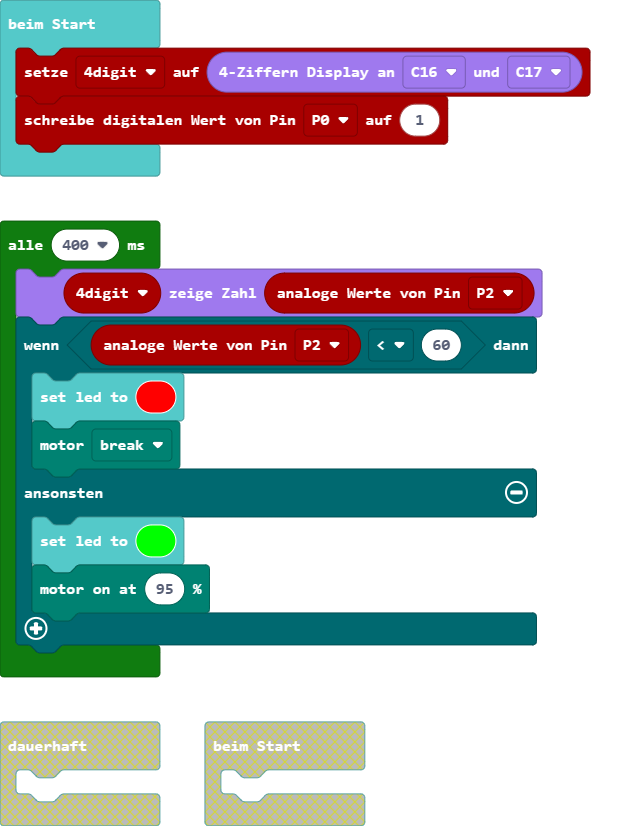 beim Start
setze 4digit auf 4-Ziffern Display an C16 und C17
schreibe digitalen Wert von Pin P0 auf 1
alle 400 ms
4digit zeige Zahl analoge Werte von Pin P2
wenn analoge Werte von Pin P2 < 60 dann
set led to
motor break
ansonsten
set led to
motor on at 95 %
dauerhaft
beim Start